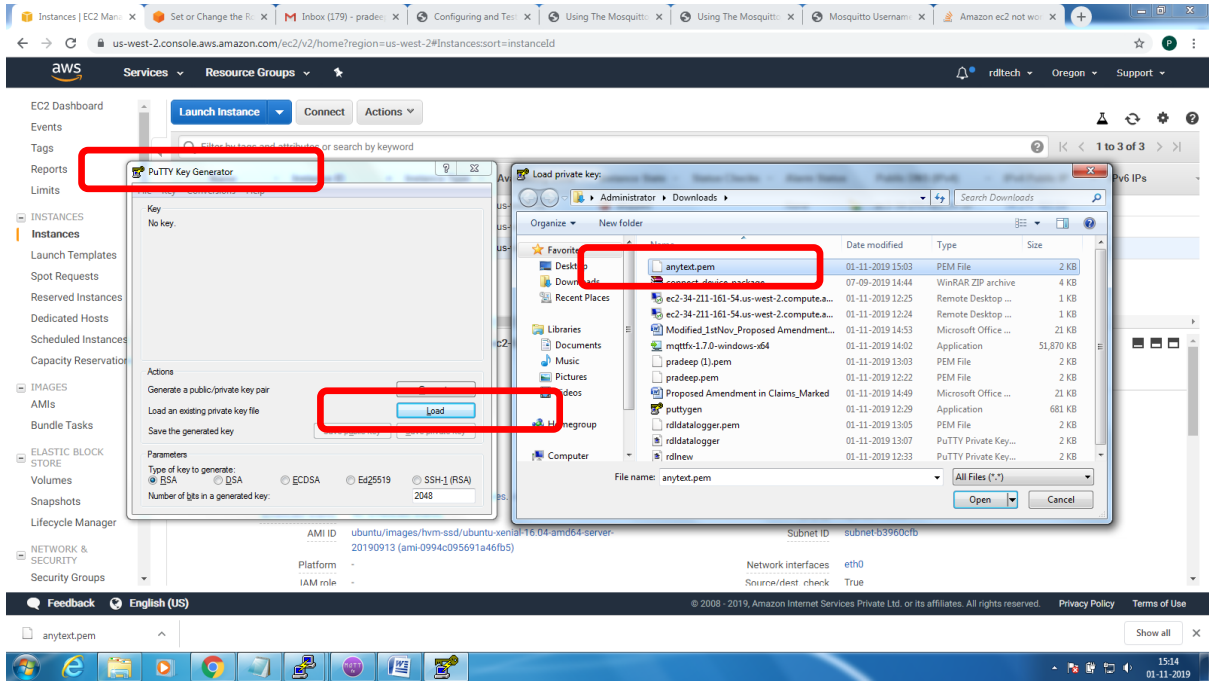 Instances | EC2 Mana
Set or Change the R
Inbox (179) - pradeep
Configuring and Test
Using The Mosquitto
Using The Mosquitto
Mosquitto Username
Amazon ec2 not wor
us-west-2.console.aws.amazon.com/ec2/v2/home?region=us-west-2#Instances:sort=instanceId
P
aws Services Resource Groups rdltech Oregon Support
EC2 Dashboard
Events
Tags
Reports
Limits
INSTANCES
Instances
Launch Templates
Spot Requests
Reserved Instances
Dedicated Hosts
Scheduled Instances
Capacity Reservation
IMAGES
AMIs
Bundle Tasks
ELASTIC BLOCK
STORE
Volumes
Snapshots
Lifecycle Manager
NETWORK &
SECURITY
Security Groups
Launch Instance Connect Actions
Filter by tags and attributes or search by keyword
1 to 3 of 3
Pv6 IPs
PuTTY Key Generator
File Key Conversions Help
Key
No key.
Actions
Generate a public/private key pair
Load an existing private key file Load
Save the generated key
Parameters
Type of key to generate:
RSA DSA ECDSA Ed25519 SSH-1 (RSA)
Number of bits in a generated key: 2048
Load private key:
Administrator Downloads Search Downloads
Organize New folder
Favorites
Desktop
Downloads
Recent Places
Libraries
Documents
Music
Pictures
Videos
Homegroup
Computer
Name Date modified Type Size
anytext.pem 01-11-2019 15:03 PEM File 2 KB
connect_device_package 07-09-2019 14:44 WinRAR ZIP archive 4 KB
ec2-34-211-161-54.us-west-2.compute.a... 01-11-2019 12:25 Remote Desktop ... 1 KB
ec2-34-211-161-54.us-west-2.compute.a... 01-11-2019 12:24 Remote Desktop ... 1 KB
Modified_1stNov_Proposed Amendment... 01-11-2019 14:53 Microsoft Office ... 21 KB
mqttfx-1.7.0-windows-x64 01-11-2019 14:02 Application 51,870 KB
pradeep (1).pem 01-11-2019 13:03 PEM File 2 KB
pradeep.pem 01-11-2019 12:22 PEM File 2 KB
Proposed Amendment in Claims_Marked 01-11-2019 14:49 Microsoft Office ... 21 KB
puttygen 01-11-2019 12:29 Application 681 KB
rdldatalogger.pem 01-11-2019 13:05 PEM File 2 KB
rdldatalogger 01-11-2019 13:07 PuTTY Private Key... 2 KB
rdlnew 01-11-2019 12:33 PuTTY Private Key... 2 KB
File name: anytext.pem All Files (*.*)
Open Cancel
AMI ID ubuntu/images/hvm-ssd/ubuntu-xenial-16.04-amd64-server-
20190913 (ami-0994c095691a46fb5)
Subnet ID subnet-b3960cfb
Platform -
Network interfaces eth0
IAM role -
Source/dest. check True
Feedback English (US) © 2008 - 2019, Amazon Internet Services Private Ltd. or its affiliates. All rights reserved. Privacy Policy Terms of Use
anytext.pem Show all
15:14
01-11-2019